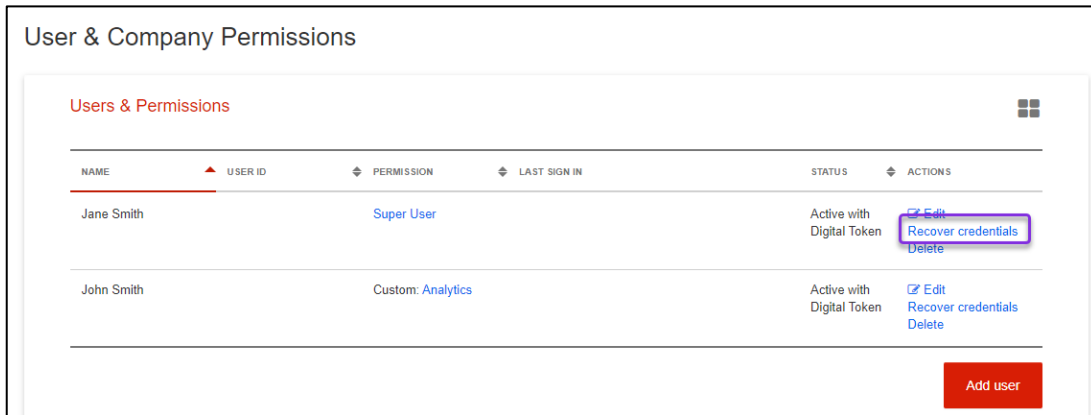 User & Company Permissions
Users & Permissions
NAME USER ID PERMISSION LAST SIGN IN STATUS ACTIONS
Jane Smith Super User Active with Edit
Digital Token Recover credentials
Delete
John Smith Custom: Analytics Active with Edit
Digital Token Recover credentials
Delete
Add user